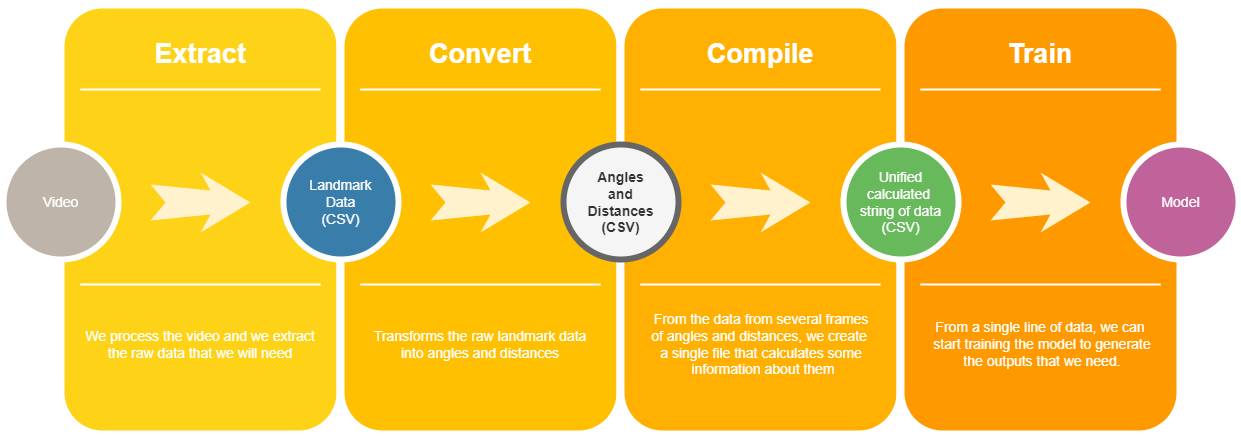 Extract
Convert
Compile
Train
Video
Landmark
Data
(CSV)
Angles
and
Distances
(CSV)
Unified
calculated
string of data
(CSV)
Model
We process the video and we extract
the raw data that we will need
Transforms the raw landmark data
into angles and distances
From the data from several frames
of angles and distances, we create
a single file that calculates some
information about them
From a single line of data, we can
start training the model to generate
the outputs that we need.